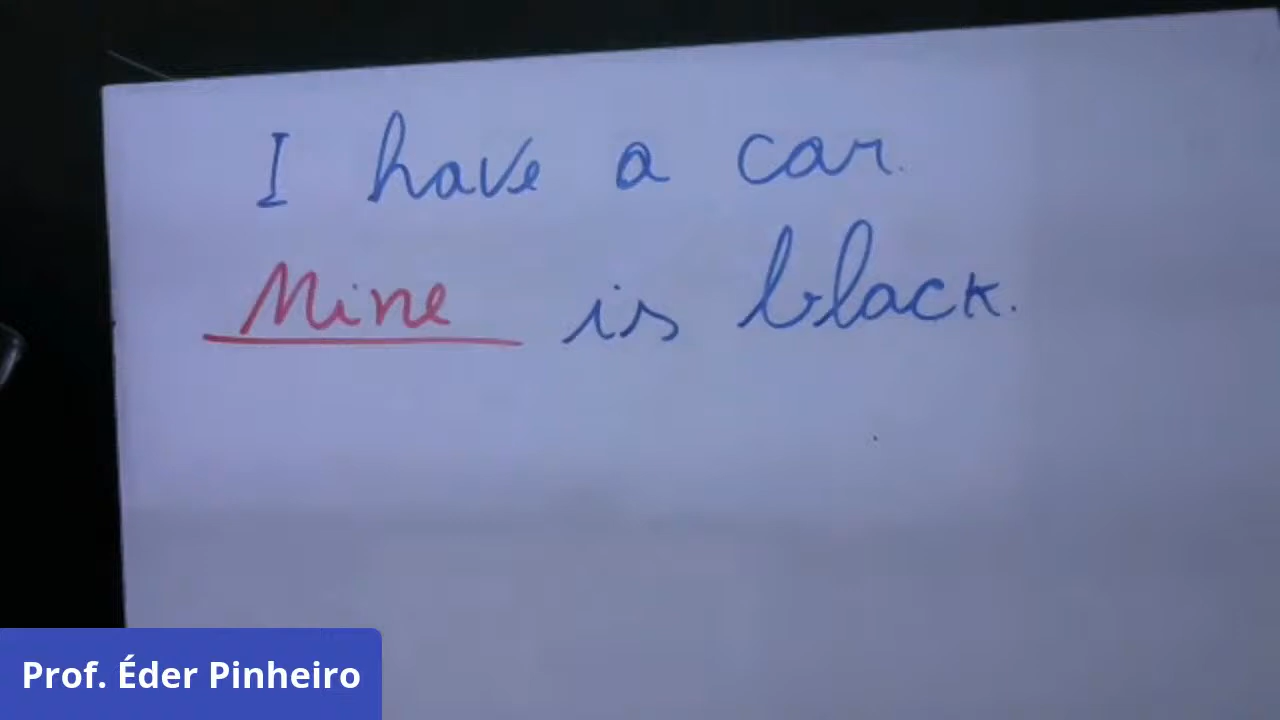 I have a car.
Mine is black.
Prof. Éder Pinheiro